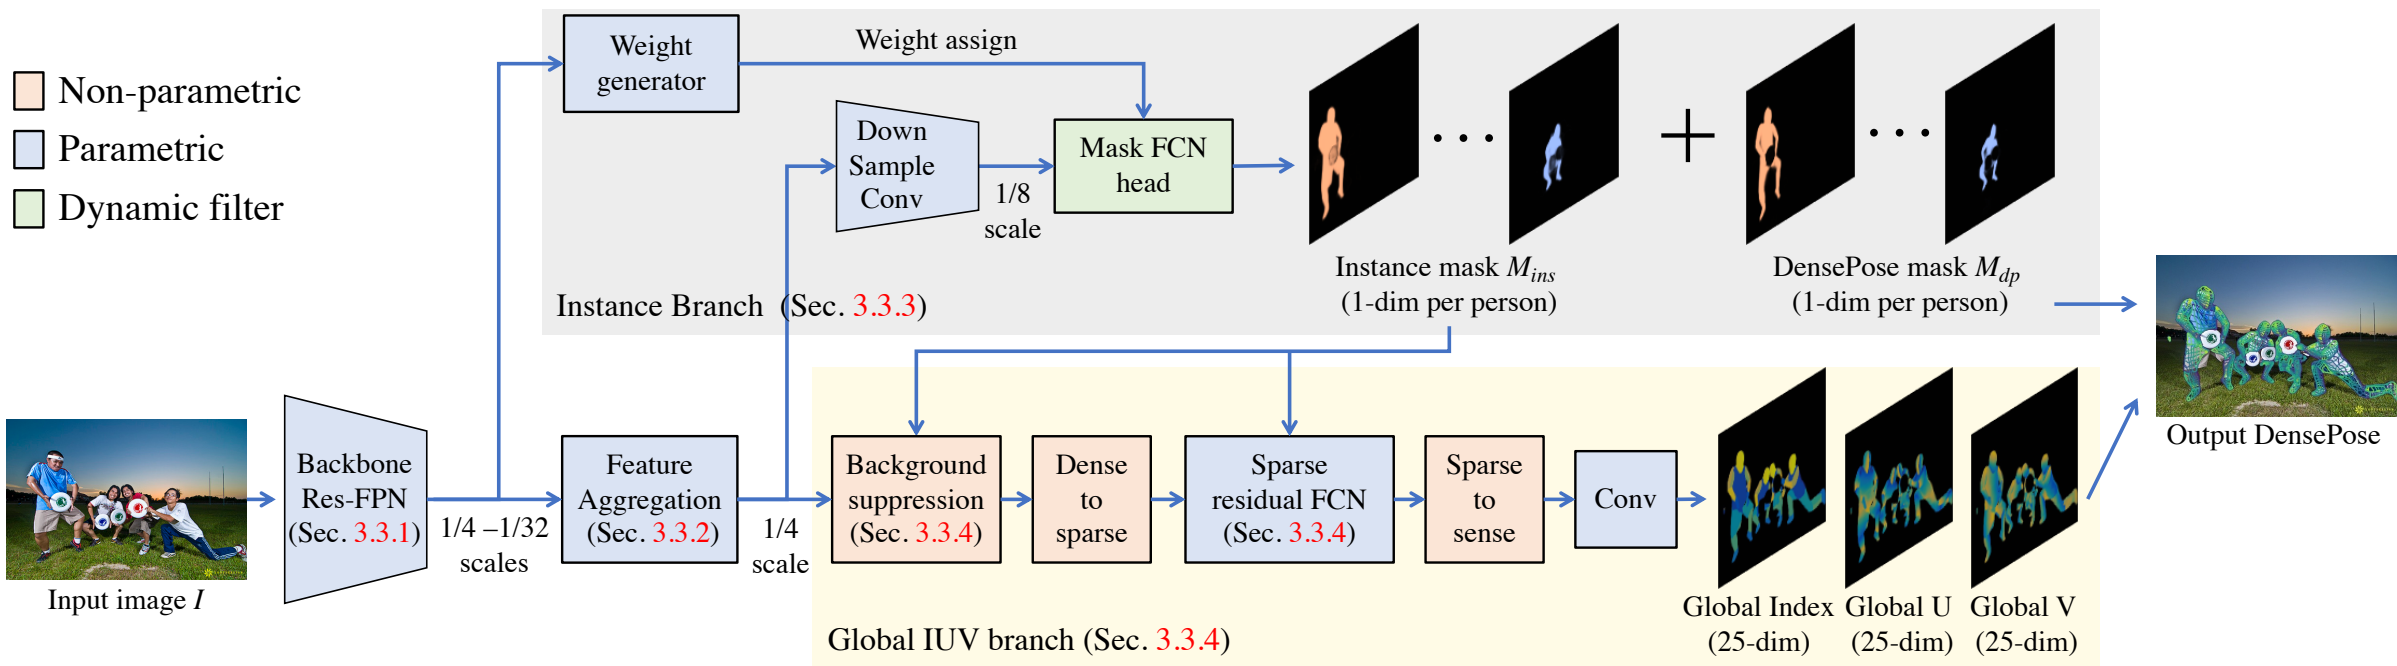 Non-parametric
Parametric
Dynamic filter
Weight
generator
Weight assign
Down
Sample
Conv
1/8
scale
Mask FCN
head
Instance mask M_ins
(1-dim per person)
DensePose mask M_dp
(1-dim per person)
Instance Branch (Sec. 3.3.3)
Input image I
Backbone
Res-FPN
(Sec. 3.3.1)
1/4 –1/32
scales
Feature
Aggregation
(Sec. 3.3.2)
1/4
scale
Background
suppression
(Sec. 3.3.4)
Dense
to
sparse
Sparse
residual FCN
(Sec. 3.3.4)
Sparse
to
sense
Conv
Global Index
(25-dim)
Global U
(25-dim)
Global V
(25-dim)
Global IUV branch (Sec. 3.3.4)
Output DensePose